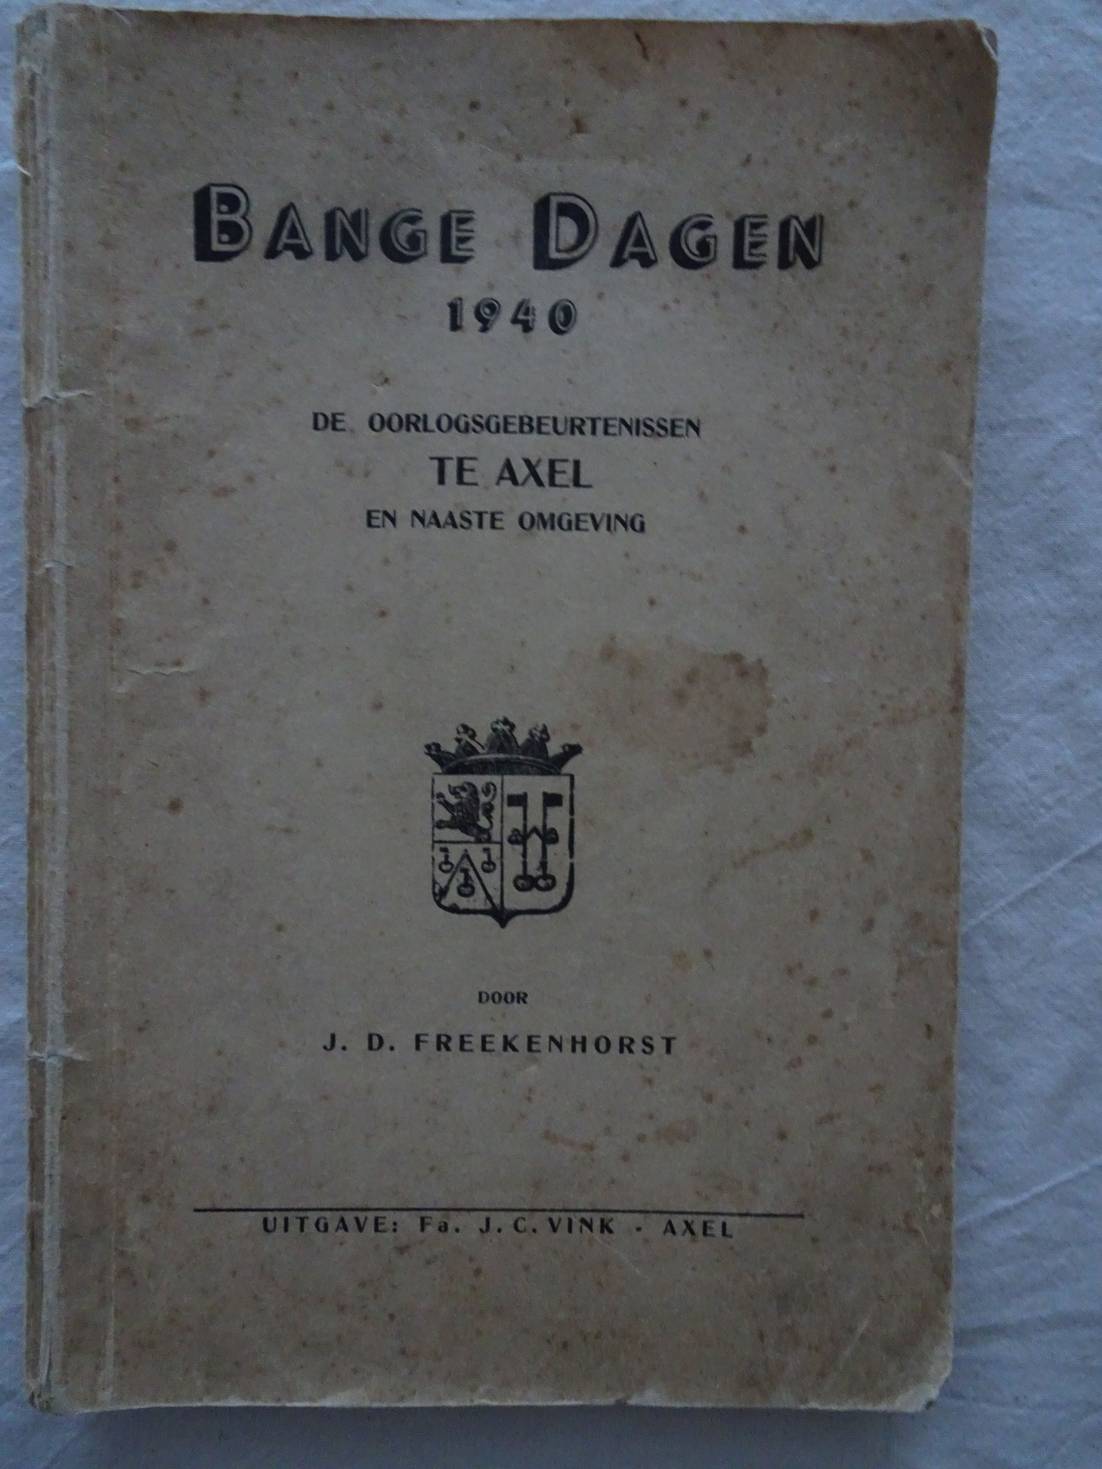 BANGE DAGEN
1940
DE OORLOGSGEBEURTENISSEN
TE AXEL
EN NAASTE OMGEVING
DOOR
J. D. FREEKENHORST
UITGAVE: Fa. J. C. VINK - AXEL